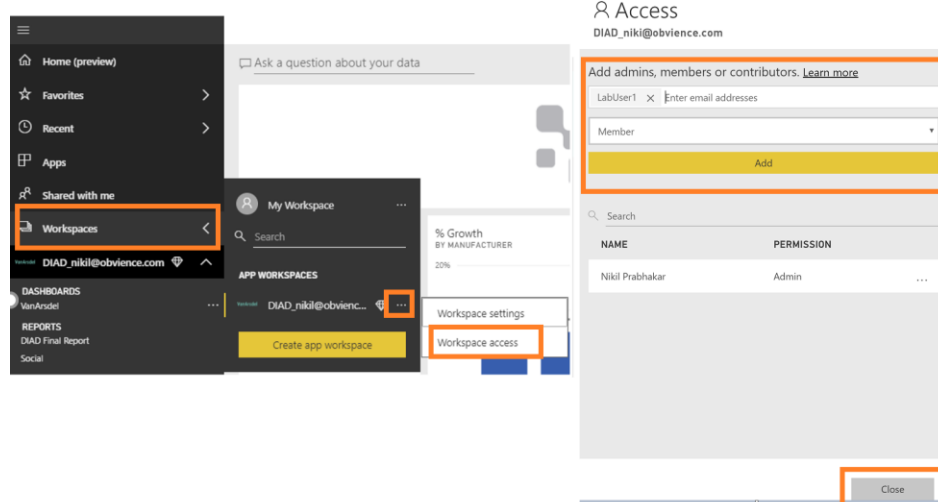 Home (preview)
Favorites
Recent
Apps
Shared with me
Workspaces
DIAD_nikil@obvience.com
DASHBOARDS
VanArsdel
REPORTS
DIAD Final Report
Social
Ask a question about your data
My Workspace ...
Search
APP WORKSPACES
DIAD_nikil@obvienc... ...
Create app workspace
% Growth
BY MANUFACTURER
20%
Workspace settings
Workspace access
Access
DIAD_niki@obvience.com
Add admins, members or contributors. Learn more
LabUser1 Enter email addresses
Member
Add
Search
NAME PERMISSION
Nikil Prabhakar Admin ...
Close